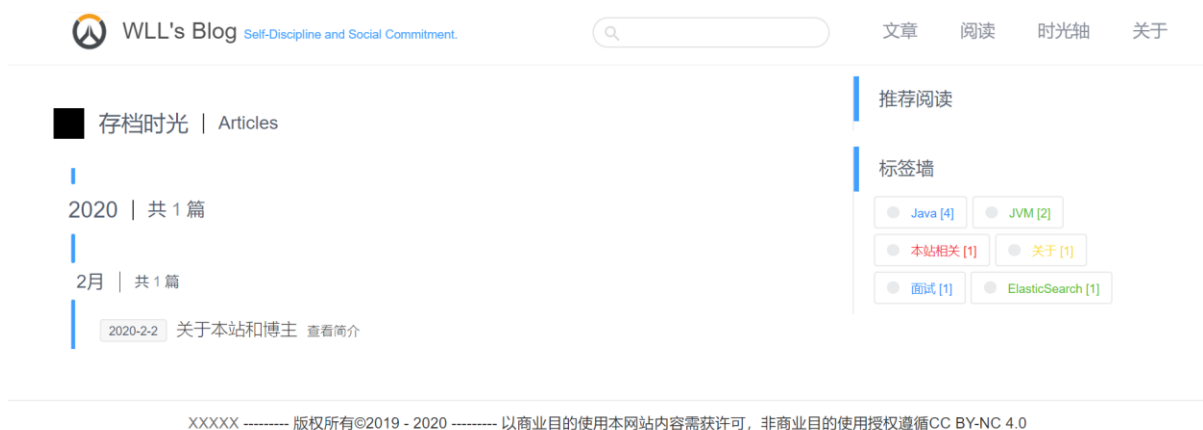 WLL's Blog Self-Discipline and Social Commitment.
文章 阅读 时光轴 关于
存档时光 | Articles
2020 | 共 1 篇
2月 | 共 1 篇
2020-2-2 关于本站和博主 查看简介
推荐阅读
标签墙
Java [4] JVM [2]
本站相关 [1] 关于 [1]
面试 [1] ElasticSearch [1]
XXXXX --------- 版权所有©2019 - 2020 --------- 以商业目的使用本网站内容需获许可，非商业目的使用授权遵循CC BY-NC 4.0